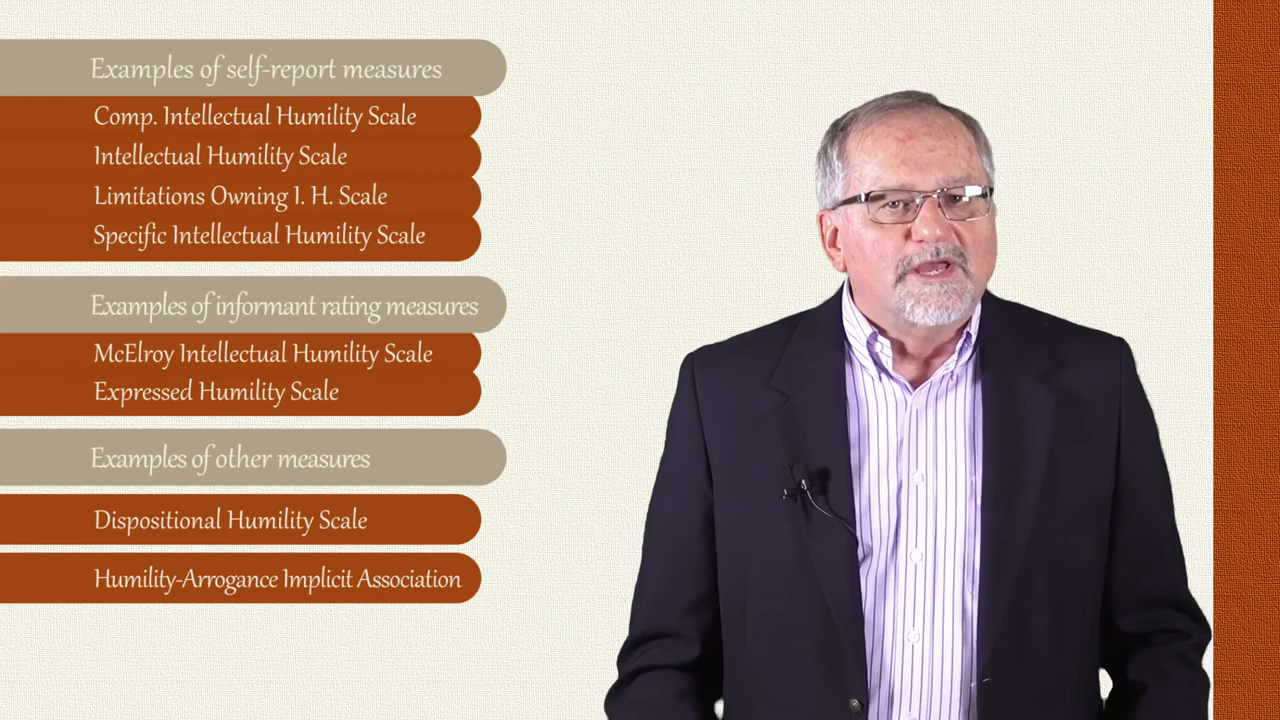 Examples of self-report measures
Comp. Intellectual Humility Scale
Intellectual Humility Scale
Limitations Owning I. H. Scale
Specific Intellectual Humility Scale
Examples of informant rating measures
McElroy Intellectual Humility Scale
Expressed Humility Scale
Examples of other measures
Dispositional Humility Scale
Humility-Arrogance Implicit Association